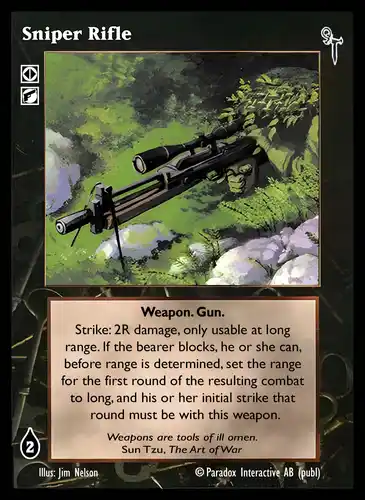 Sniper Rifle
Weapon. Gun.
Strike: 2R damage, only usable at long
range. If the bearer blocks, he or she can,
before range is determined, set the range
for the first round of the resulting combat
to long, and his or her initial strike that
round must be with this weapon.
Weapons are tools of ill omen.
Sun Tzu, The Art of War
2
Illus: Jim Nelson
© Paradox Interactive AB (publ)